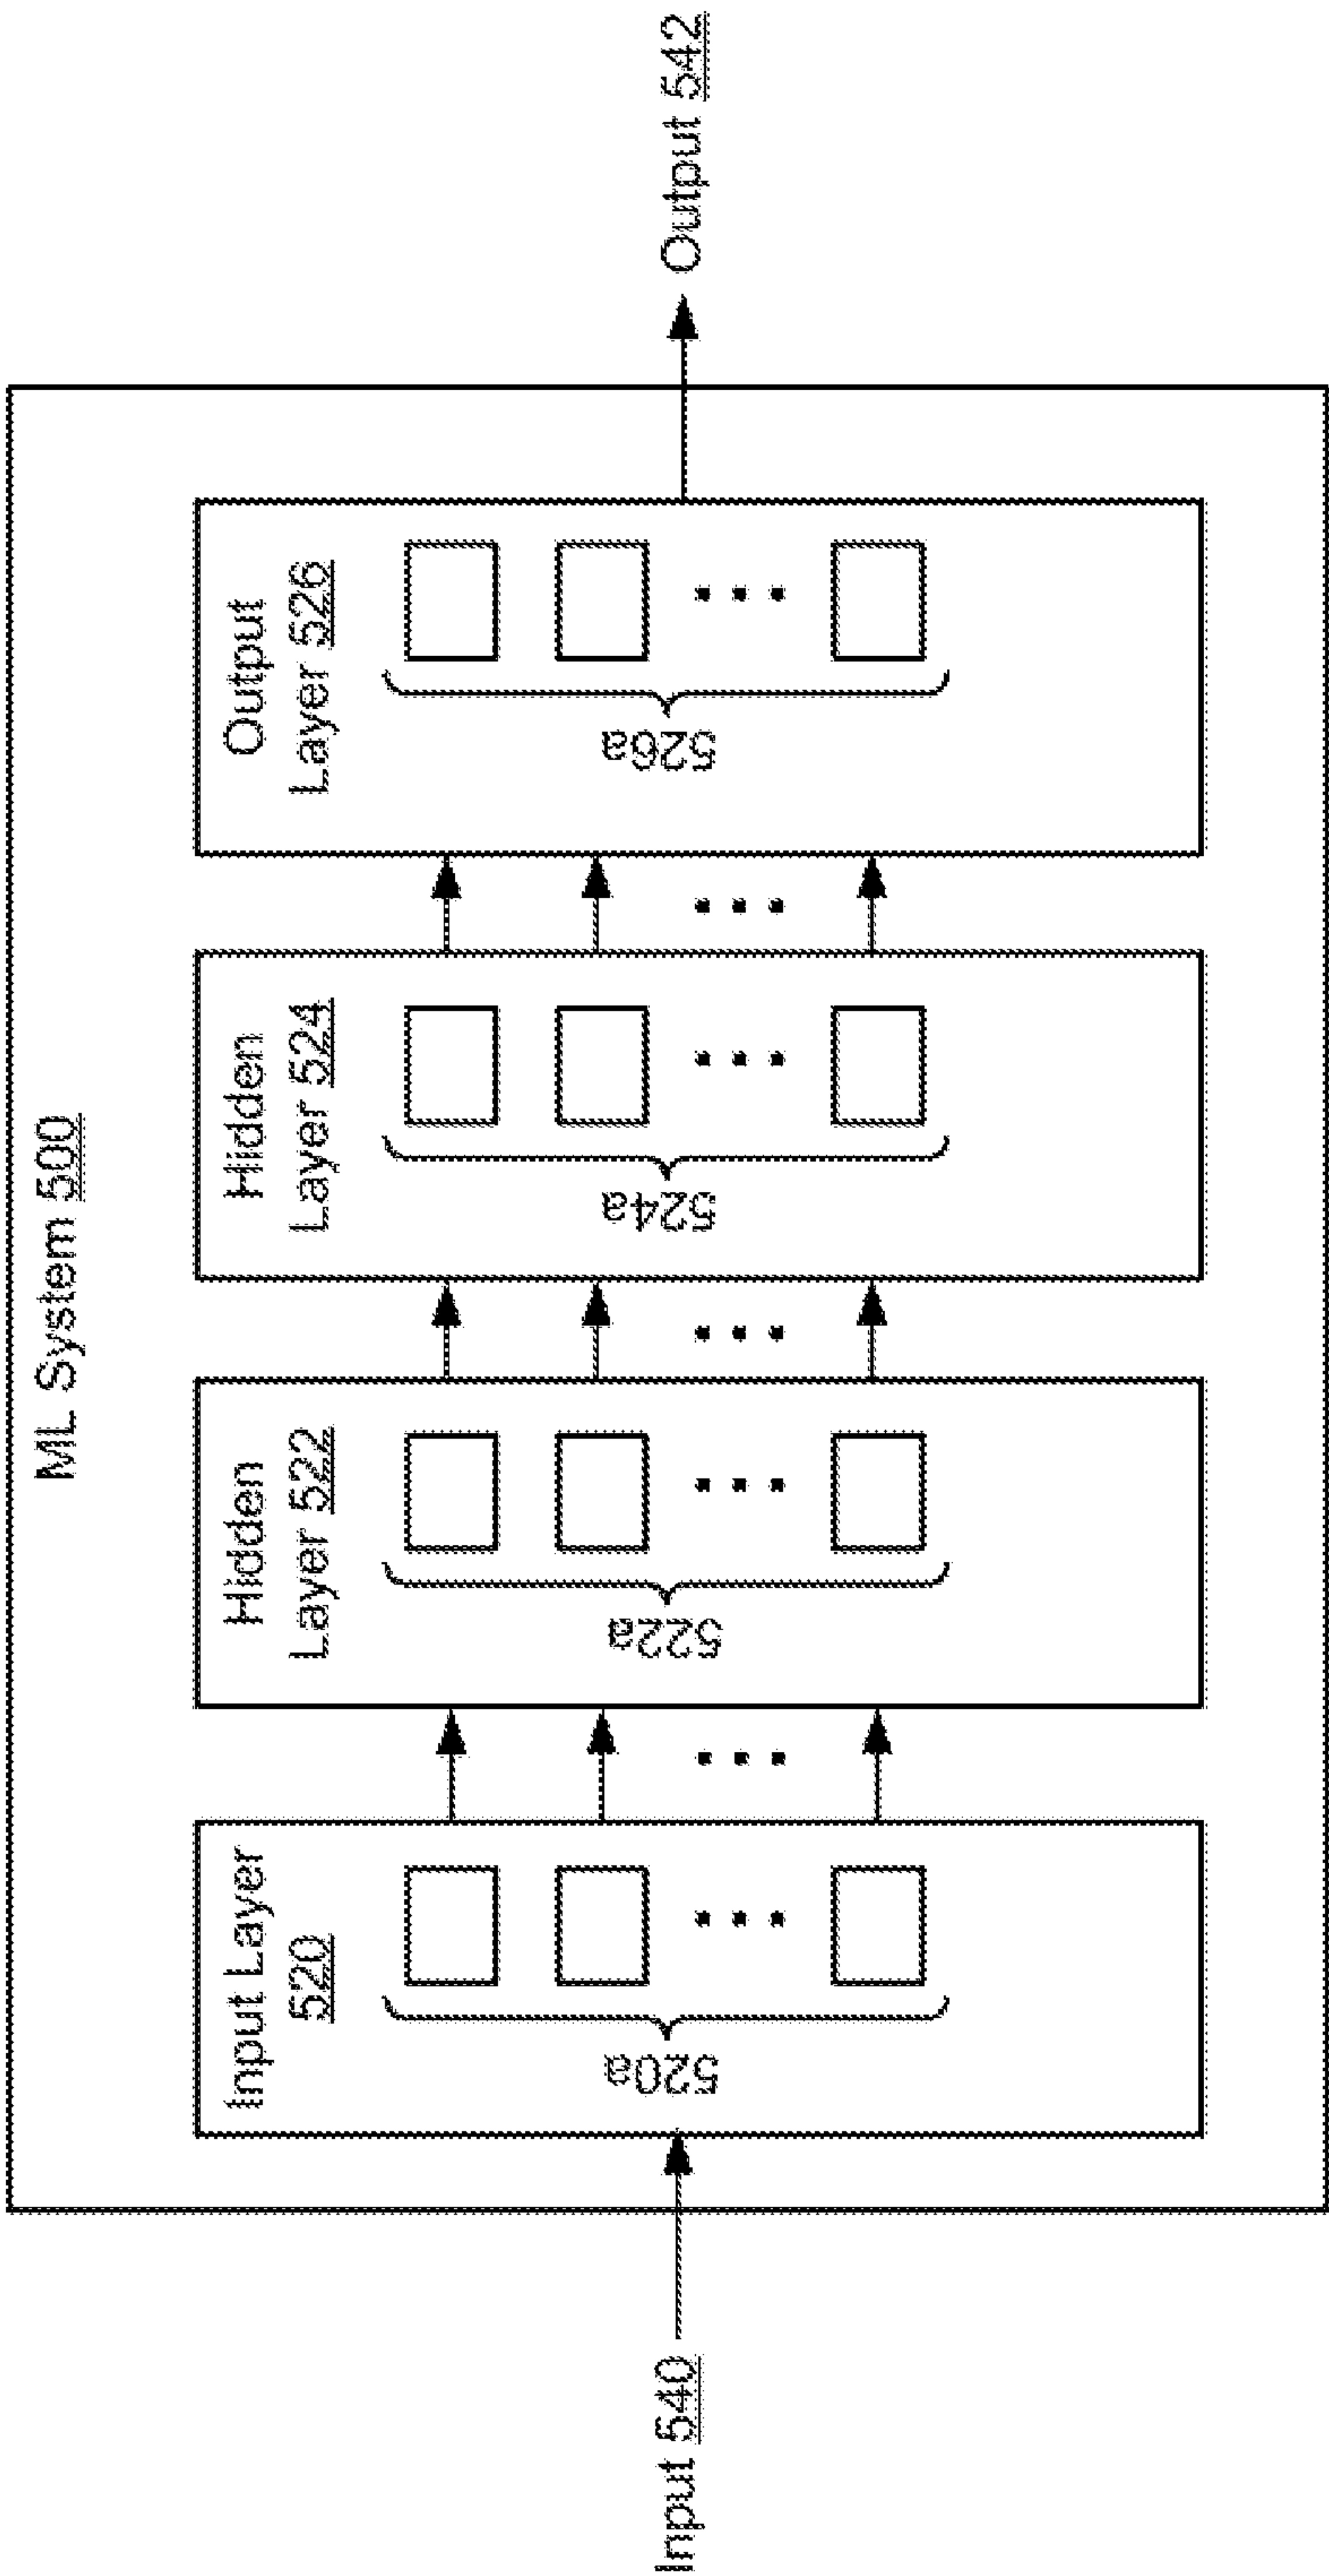 ML System 500
Input Layer
520
Hidden
Layer 522
Hidden
Layer 524
Output
Layer 526
520a
522a
524a
526a
Input 540
Output 542